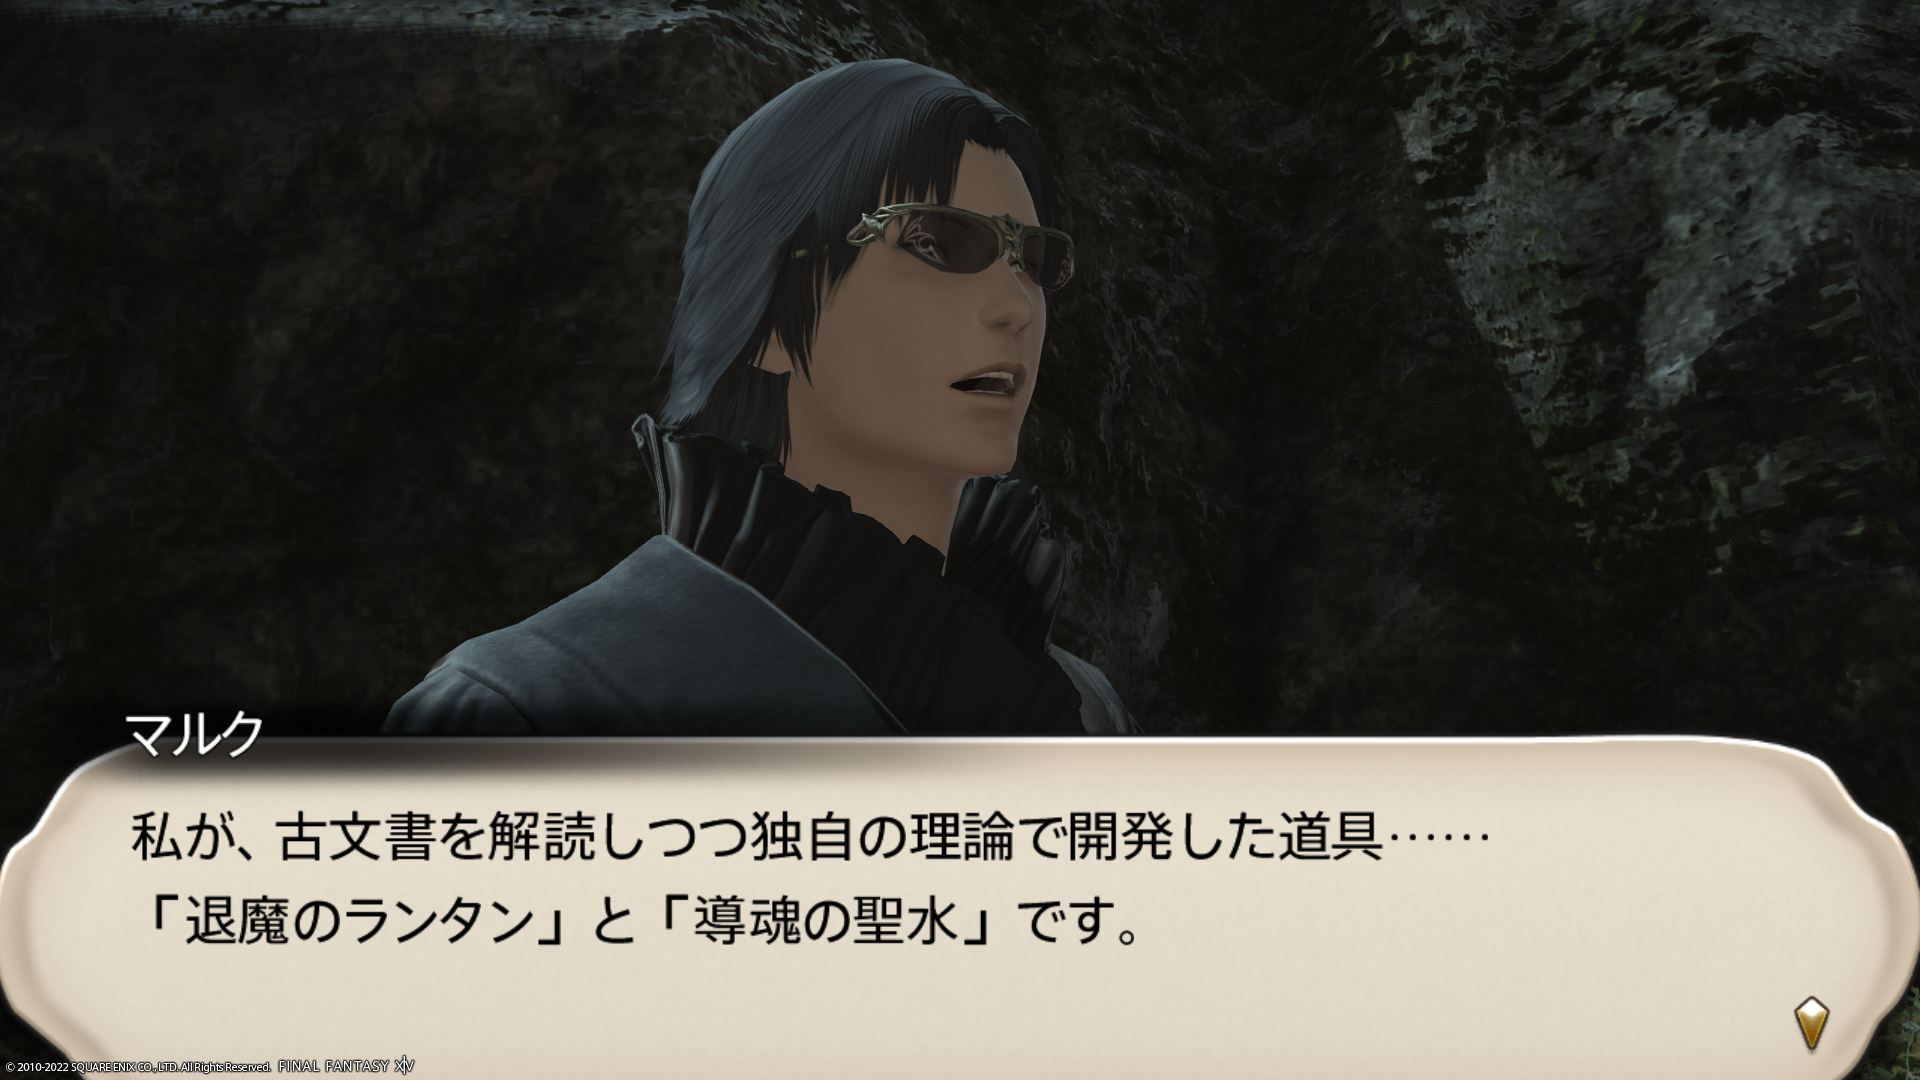 マルク
私が、古文書を解読しつつ独自の理論で開発した道具……
「退魔のランタン」と「導魂の聖水」です。
© 2010-2022 SQUARE ENIX CO., LTD. All Rights Reserved. FINAL FANTASY XIV